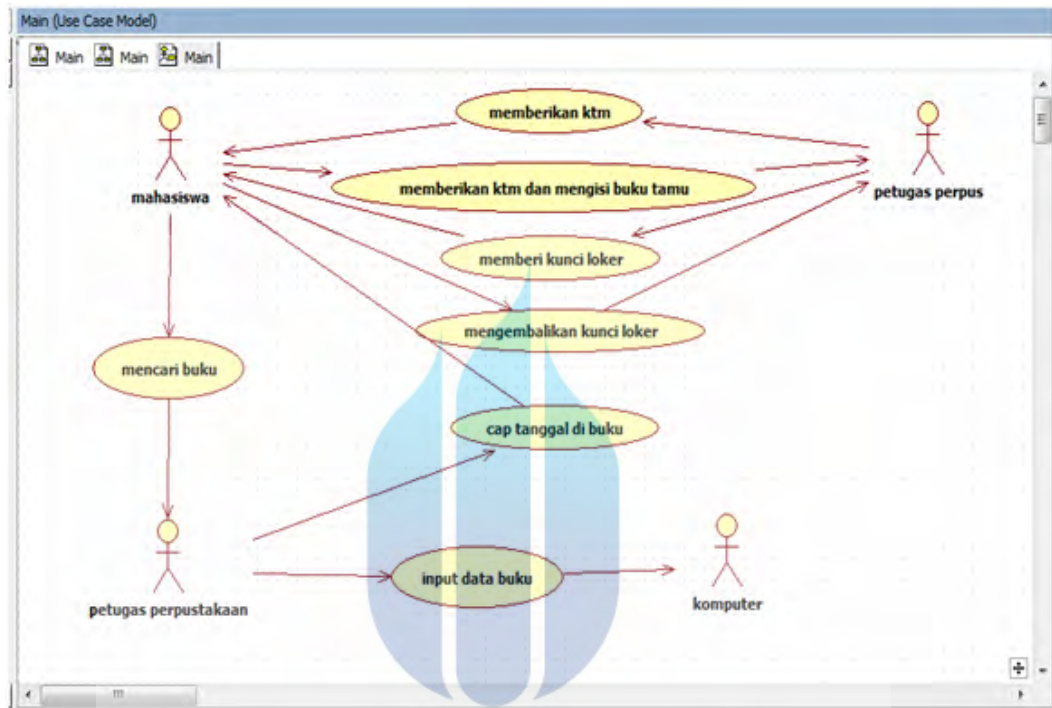 Main (Use Case Model)
Main Main Main
memberikan ktm
mahasiswa
petugas perpus
memberikan ktm dan mengisi buku tamu
memberi kunci loker
mengembalikan kunci loker
mencari buku
cap tanggal di buku
input data buku
petugas perpustakaan
komputer